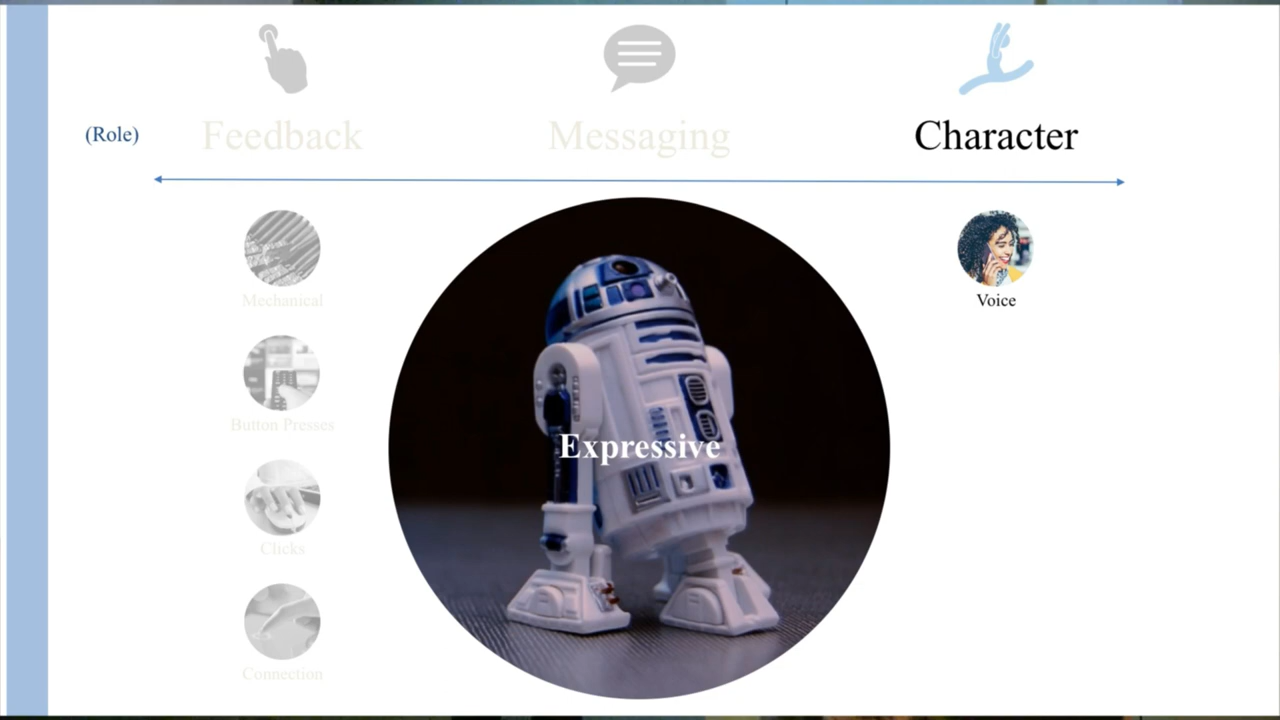 (Role)
Feedback
Messaging
Character
Mechanical
Voice
Button Presses
Expressive
Clicks
Connection